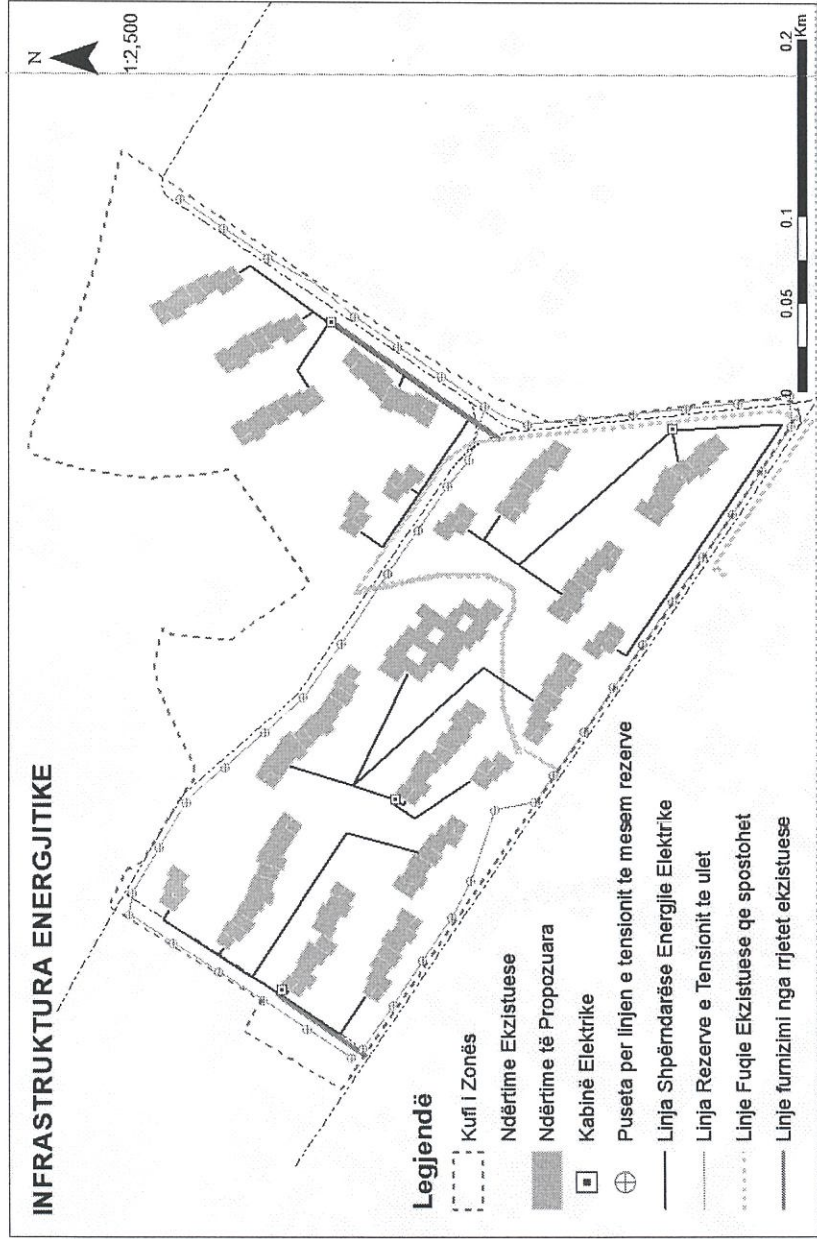 INFRASTRUKTURA ENERGJITIKE
N
1:2,500
Legjendë
Kufi i Zonës
Ndërtime Ekzistuese
Ndërtime të Propozuara
Kabinë Elektrike
Puseta per linjen e tensionit te mesem rezerve
Linja Shpërndarëse Energjie Elektrike
Linja Rezerve e Tensionit te ulet
Linje Fuqie Ekzistuese qe spostohet
Linje furnizimi nga rrjetet ekzistuese
0 0.05 0.1 0.2
Km